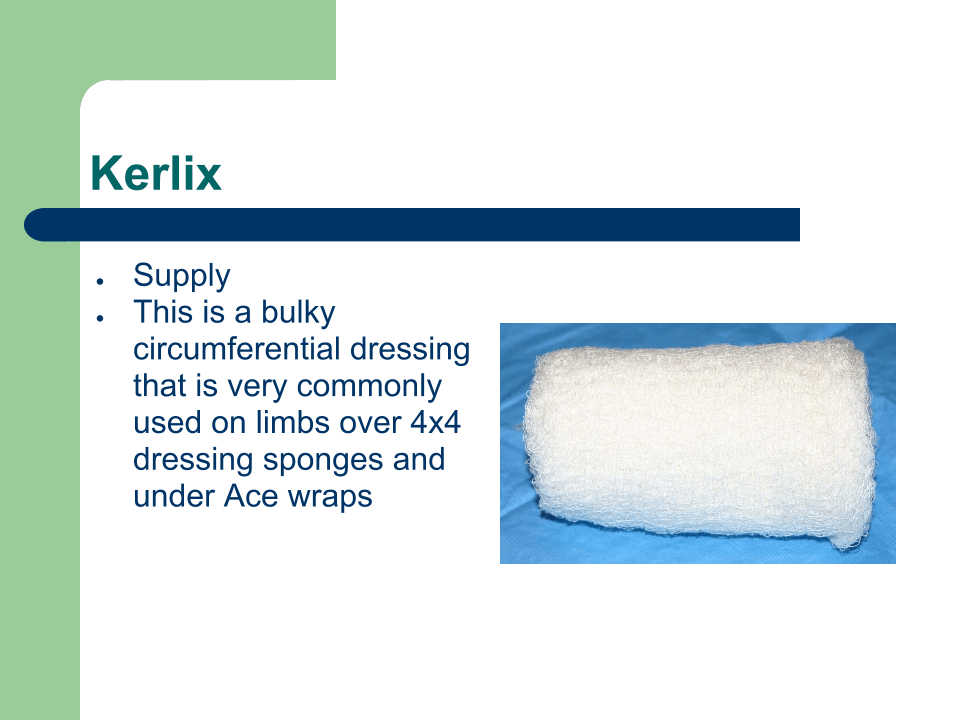 Kerlix
● Supply
● This is a bulky
circumferential dressing
that is very commonly
used on limbs over 4x4
dressing sponges and
under Ace wraps